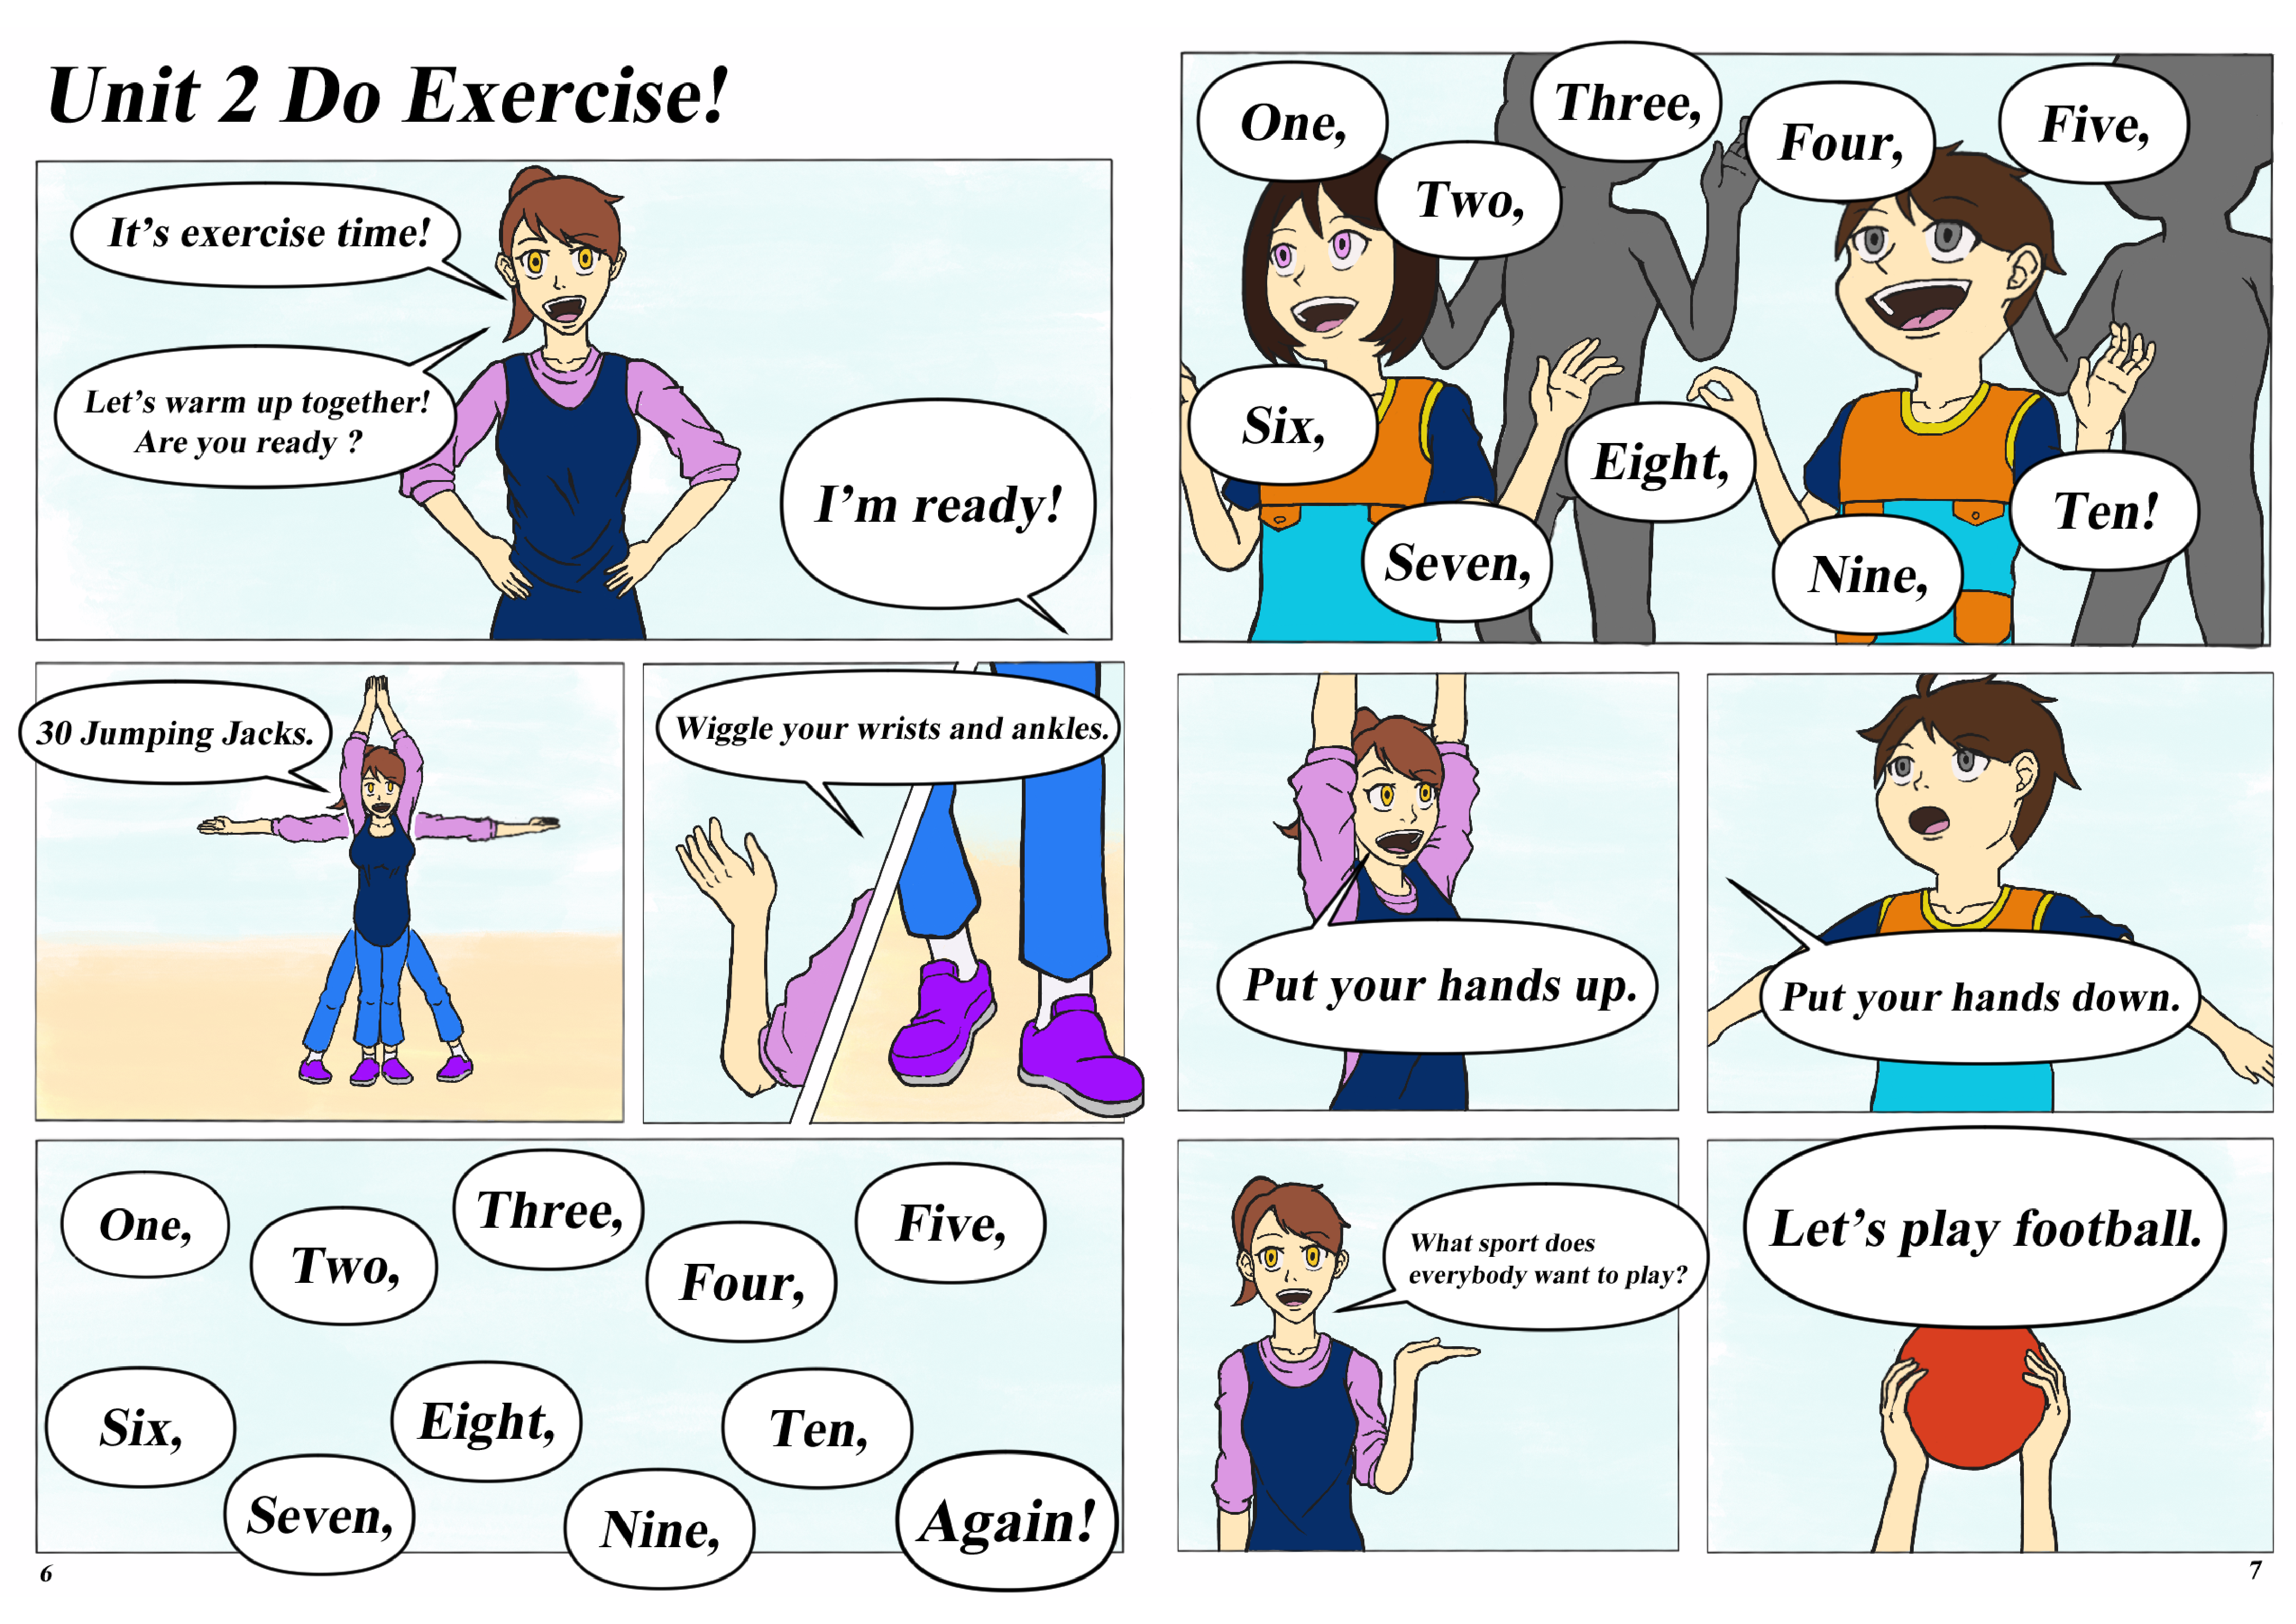 Unit 2 Do Exercise!
It's exercise time!
Let's warm up together!
Are you ready ?
I'm ready!
30 Jumping Jacks.
Wiggle your wrists and ankles.
One,
Two,
Three,
Four,
Five,
Six,
Seven,
Eight,
Nine,
Ten,
Again!
6
One,
Two,
Three,
Four,
Five,
Six,
Seven,
Eight,
Nine,
Ten!
Put your hands up.
Put your hands down.
What sport does
everybody want to play?
Let's play football.
7